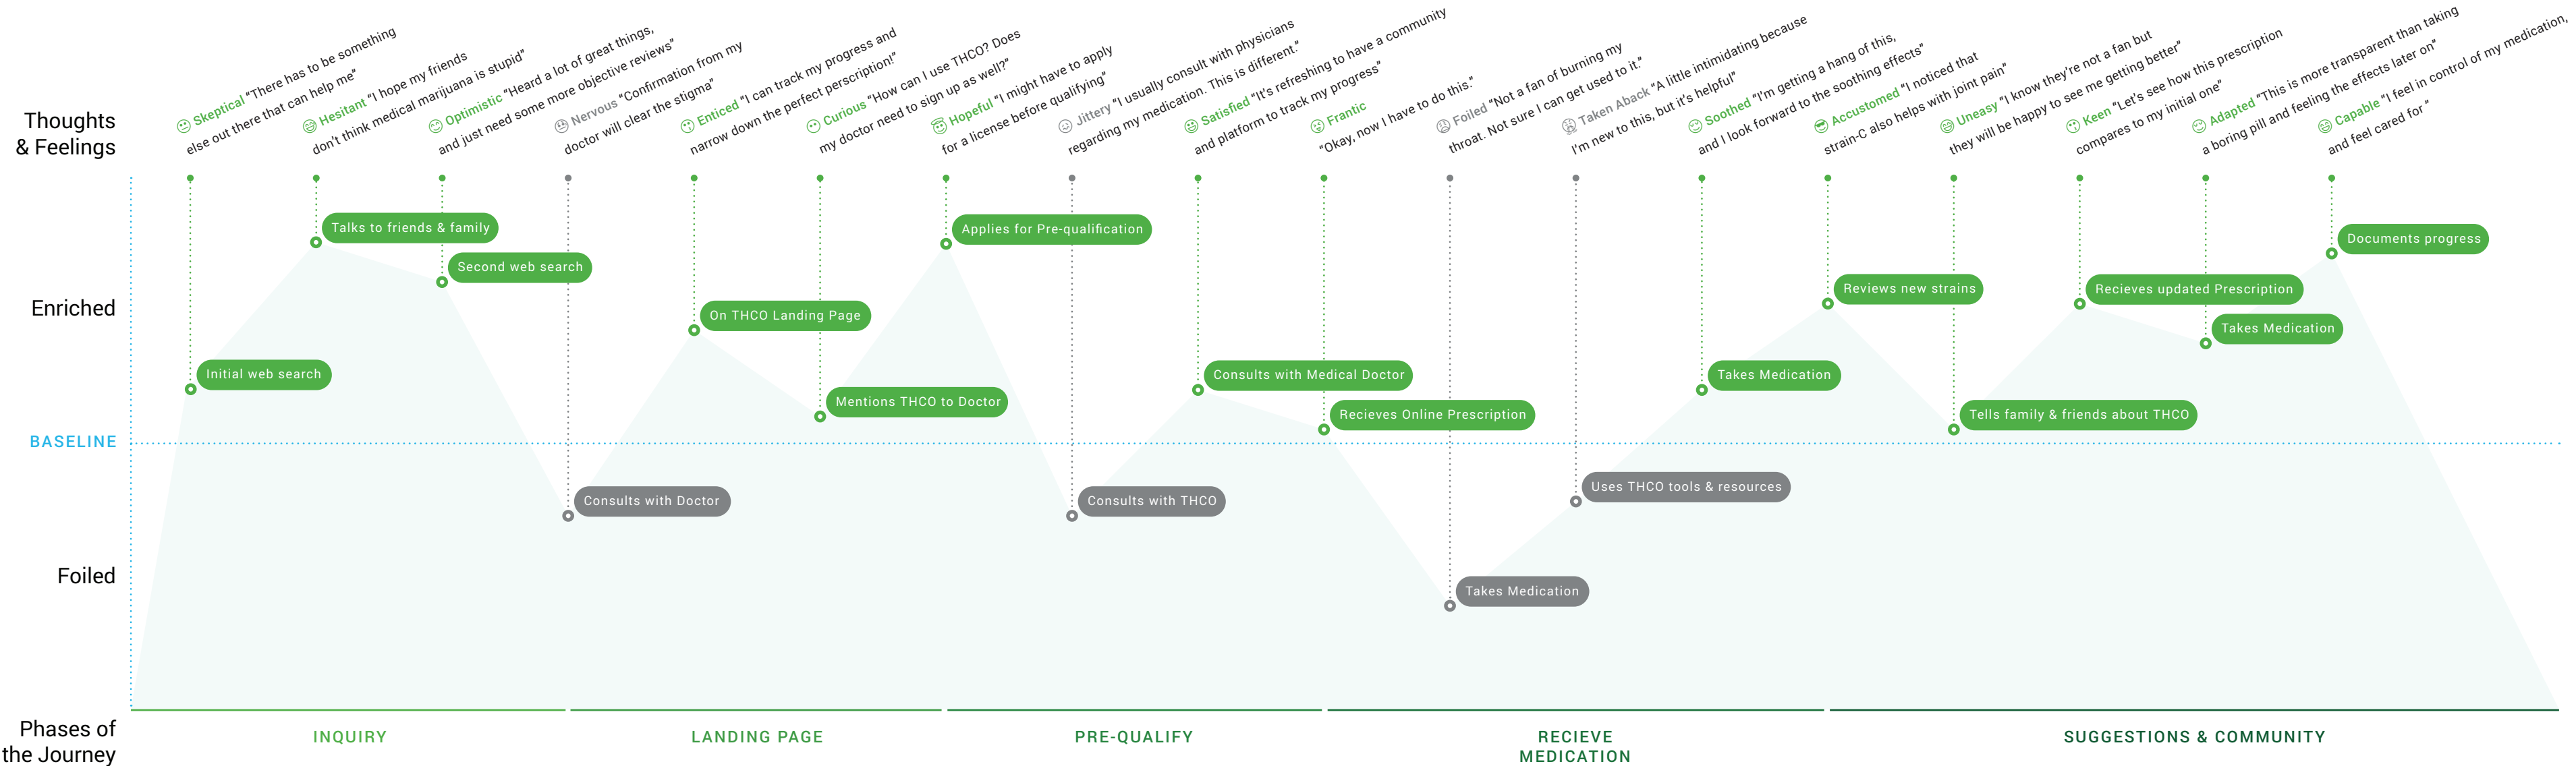 Thoughts
& Feelings
Skeptical “There has to be something
else out there that can help me”
Hesitant “I hope my friends
don’t think medical marijuana is stupid”
Optimistic “Heard a lot of great things,
and just need some more objective reviews”
Nervous “Confirmation from my
doctor will clear the stigma”
Enticed “I can track my progress and
narrow down the perfect perscription!”
Curious “How can I use THCO? Does
my doctor need to sign up as well?”
Hopeful “I might have to apply
for a license before qualifying”
Jittery “I usually consult with physicians
regarding my medication. This is different.”
Satisfied “It’s refreshing to have a community
and platform to track my progress”
Frantic
“Okay, now I have to do this.”
Foiled “Not a fan of burning my
throat. Not sure I can get used to it.”
Taken Aback “A little intimidating because
I’m new to this, but it’s helpful”
Soothed “I’m getting a hang of this,
and I look forward to the soothing effects”
Accustomed “I noticed that
strain-C also helps with joint pain”
Uneasy “I know they’re not a fan but
they will be happy to see me getting better”
Keen “Let’s see how this prescription
compares to my initial one”
Adapted “This is more transparent than taking
a boring pill and feeling the effects later on”
Capable “I feel in control of my medication,
and feel cared for”
Enriched
BASELINE
Foiled
Initial web search
Talks to friends & family
Second web search
Consults with Doctor
On THCO Landing Page
Mentions THCO to Doctor
Applies for Pre-qualification
Consults with THCO
Consults with Medical Doctor
Recieves Online Prescription
Takes Medication
Uses THCO tools & resources
Takes Medication
Reviews new strains
Tells family & friends about THCO
Recieves updated Prescription
Takes Medication
Documents progress
Phases of
the Journey
INQUIRY
LANDING PAGE
PRE-QUALIFY
RECIEVE
MEDICATION
SUGGESTIONS & COMMUNITY